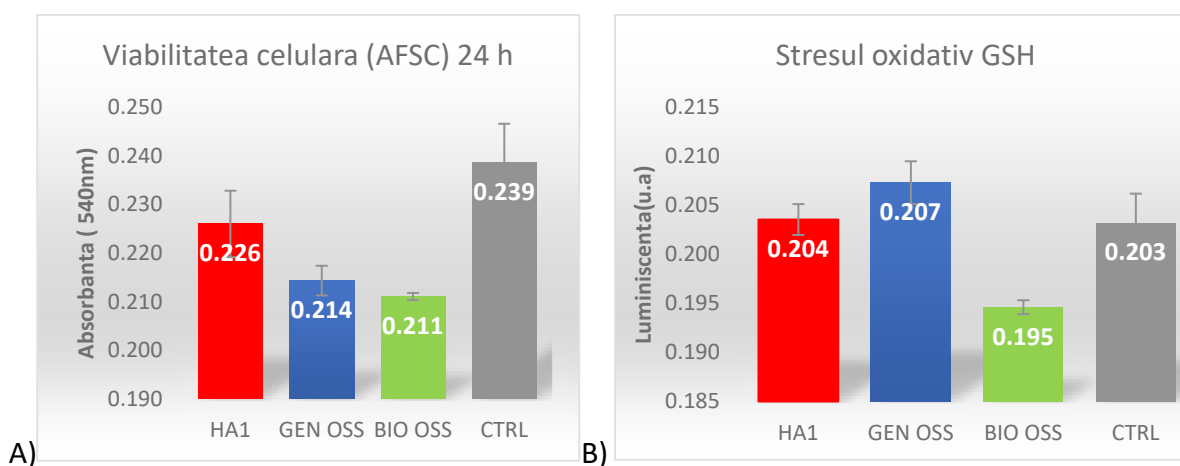 Viabilitatea celulara (AFSC) 24 h
Absorbanta ( 540nm)
0.250
0.240
0.230
0.220
0.210
0.200
0.190
0.226
0.214
0.211
0.239
HA1 GEN OSS BIO OSS CTRL
A)
Stresul oxidativ GSH
Luminiscenta(u.a)
0.215
0.210
0.205
0.200
0.195
0.190
0.185
0.204
0.207
0.195
0.203
HA1 GEN OSS BIO OSS CTRL
B)